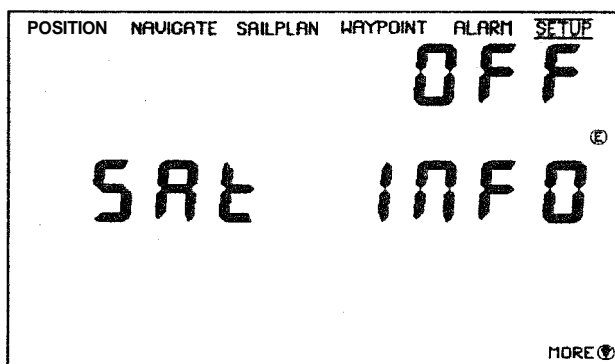 POSITION NAVIGATE SAILPLAN WAYPOINT ALARM SETUP
OFF
E
SAt INFO
MORE